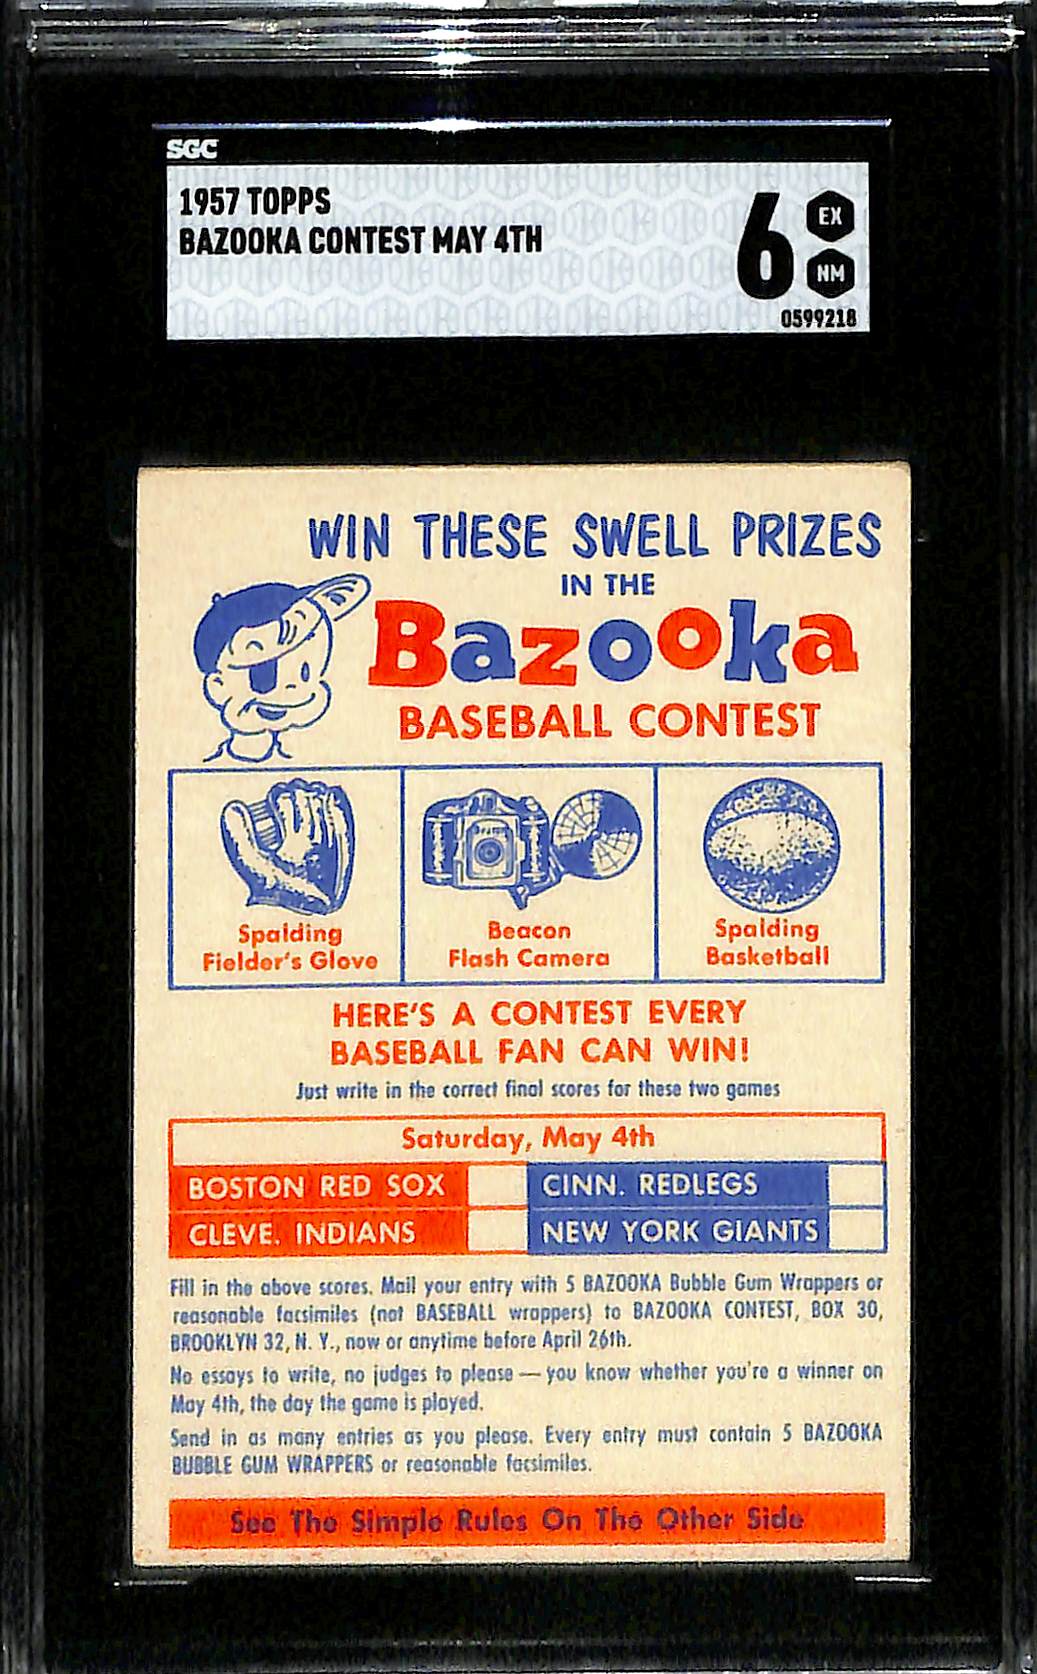 SGC
1957 TOPPS
BAZOOKA CONTEST MAY 4TH
6 EX NM
0599218
WIN THESE SWELL PRIZES
IN THE
Bazooka
BASEBALL CONTEST
Spalding Fielder's Glove
Beacon Flash Camera
Spalding Basketball
HERE'S A CONTEST EVERY
BASEBALL FAN CAN WIN!
Just write in the correct final scores for these two games
Saturday, May 4th
BOSTON RED SOX CINN. REDLEGS
CLEVE. INDIANS NEW YORK GIANTS
Fill in the above scores. Mail your entry with 5 BAZOOKA Bubble Gum Wrappers or
reasonable facsimiles (not BASEBALL wrappers) to BAZOOKA CONTEST, BOX 30,
BROOKLYN 32, N. Y., now or anytime before April 26th.
No essays to write, no judges to please — you know whether you're a winner on
May 4th, the day the game is played.
Send in as many entries as you please. Every entry must contain 5 BAZOOKA
BUBBLE GUM WRAPPERS or reasonable facsimiles.
See The Simple Rules On The Other Side